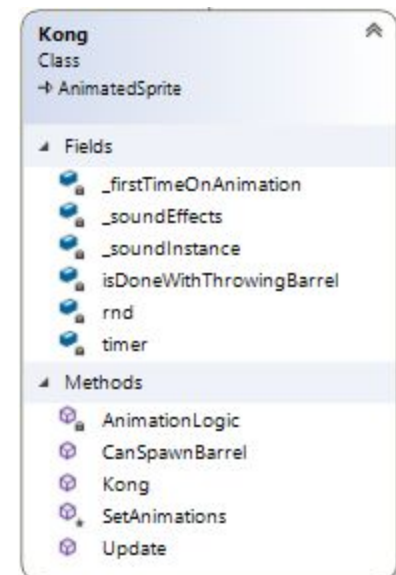 Kong
Class
AnimatedSprite
Fields
_firstTimeOnAnimation
_soundEffects
_soundInstance
isDoneWithThrowingBarrel
rnd
timer
Methods
AnimationLogic
CanSpawnBarrel
Kong
SetAnimations
Update